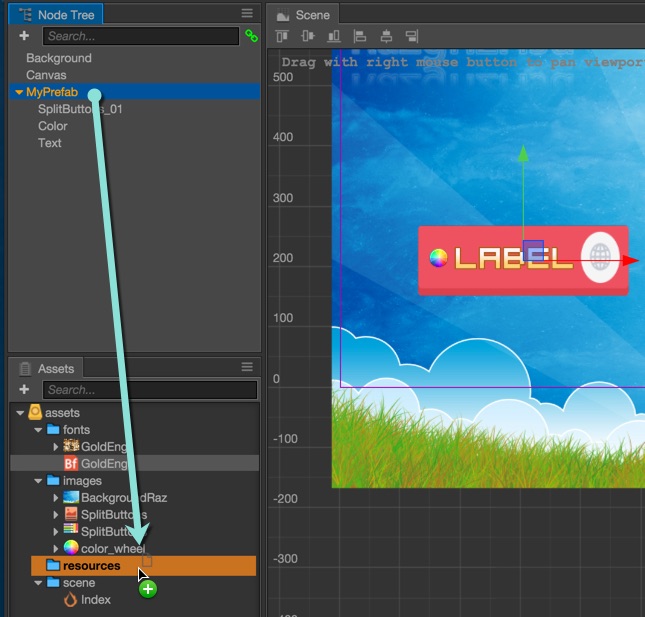 Node Tree
Search...
Background
Canvas
MyPrefab
SplitButtons_01
Color
Text
Assets
Search...
assets
fonts
GoldEng
Bf GoldEng
images
BackgroundRaz
SplitButtons
SplitButto
color_wheel
resources
scene
Index
Scene
Drag with right mouse button to pan viewpor
500
400
300
200
100
0
-100
-200
-300
LABEL